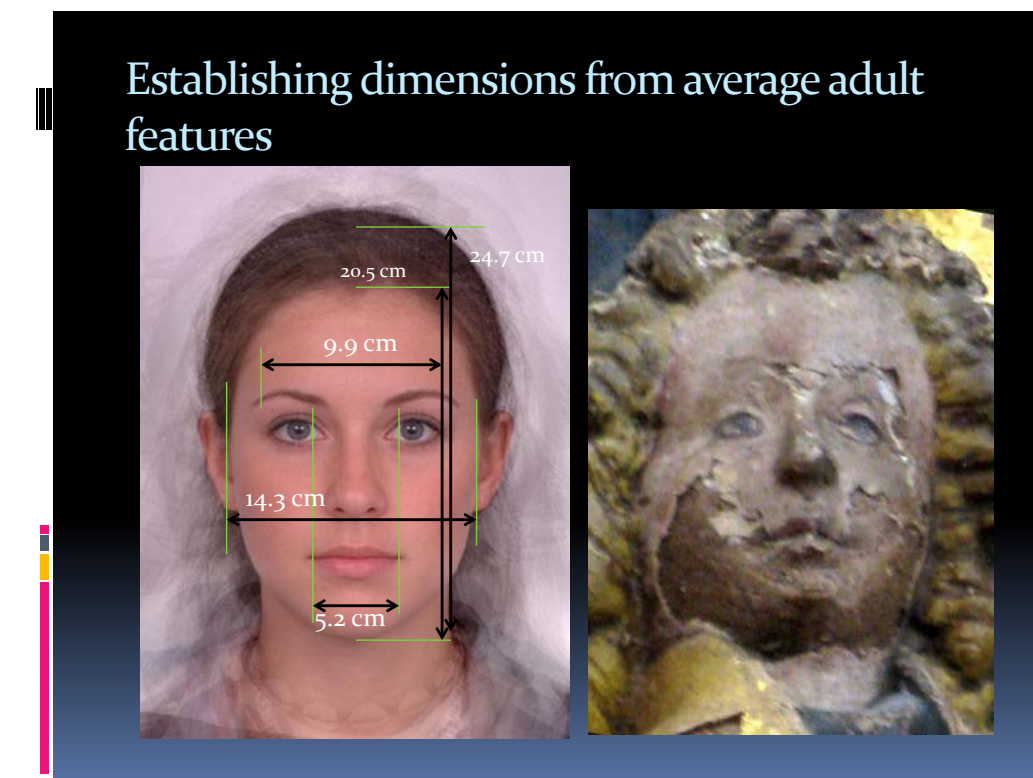 Establishing dimensions from average adult
features
24.7 cm
20.5 cm
9.9 cm
14.3 cm
5.2 cm